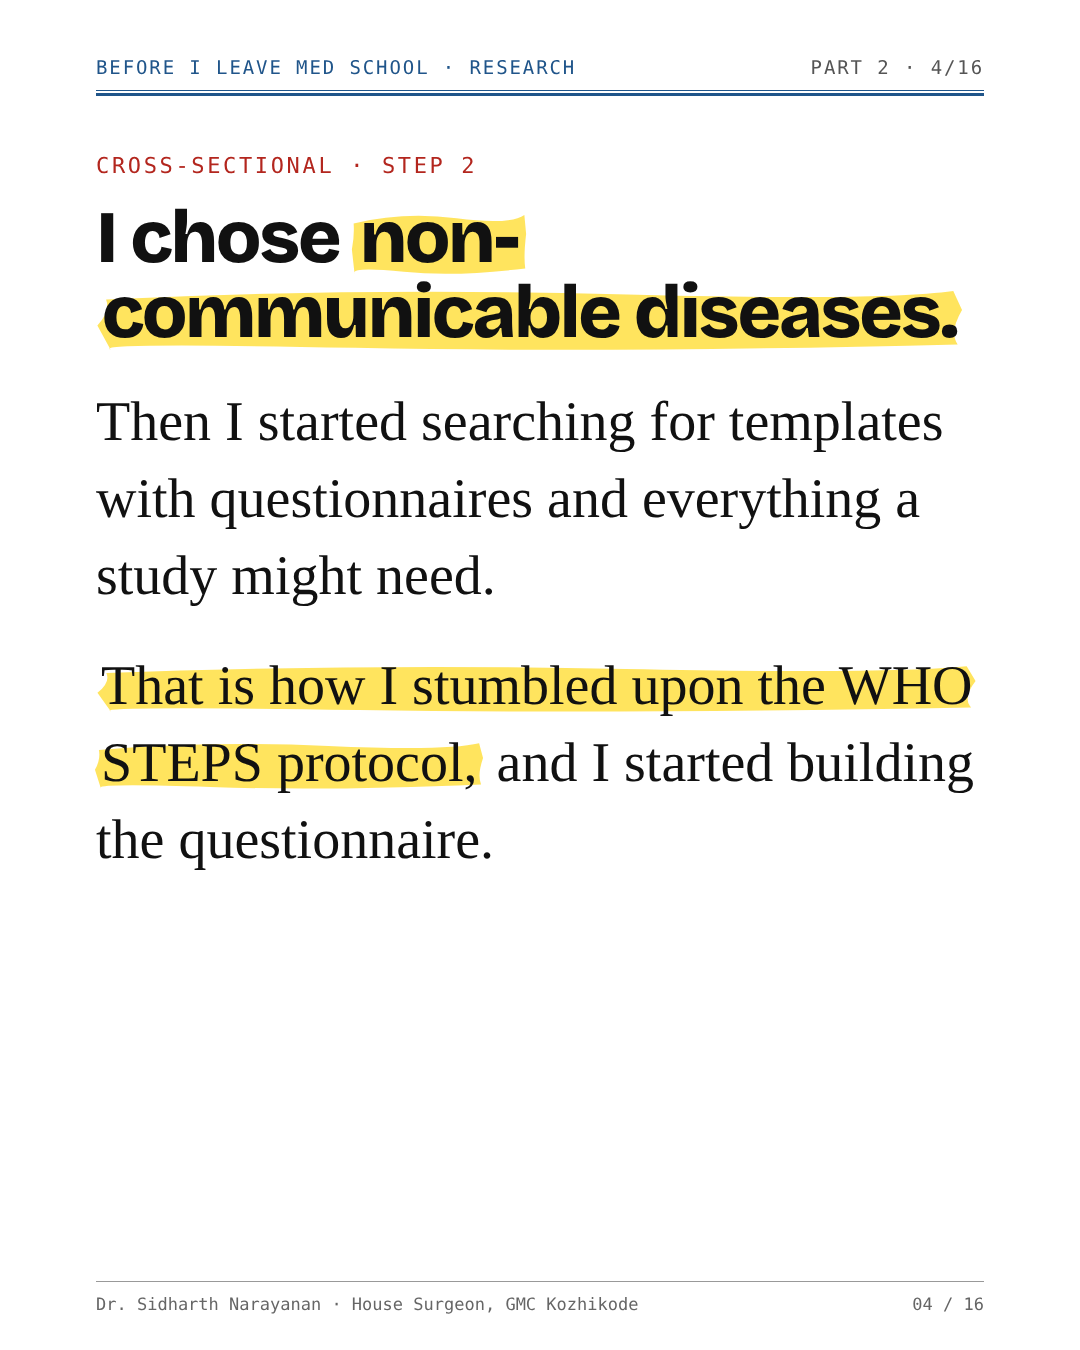 BEFORE I LEAVE MED SCHOOL · RESEARCH
PART 2 · 4/16
CROSS-SECTIONAL · STEP 2
I chose non-
communicable diseases.
Then I started searching for templates
with questionnaires and everything a
study might need.
That is how I stumbled upon the WHO
STEPS protocol, and I started building
the questionnaire.
Dr. Sidharth Narayanan · House Surgeon, GMC Kozhikode
04 / 16